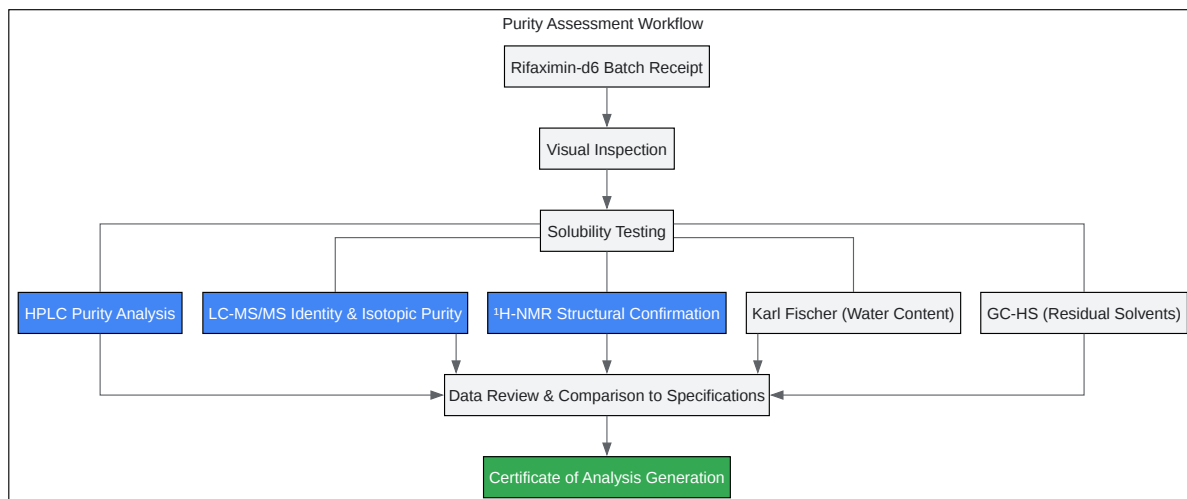 Purity Assessment Workflow
Rifaximin-d6 Batch Receipt
Visual Inspection
Solubility Testing
HPLC Purity Analysis
LC-MS/MS Identity & Isotopic Purity
¹H-NMR Structural Confirmation
Karl Fischer (Water Content)
GC-HS (Residual Solvents)
Data Review & Comparison to Specifications
Certificate of Analysis Generation